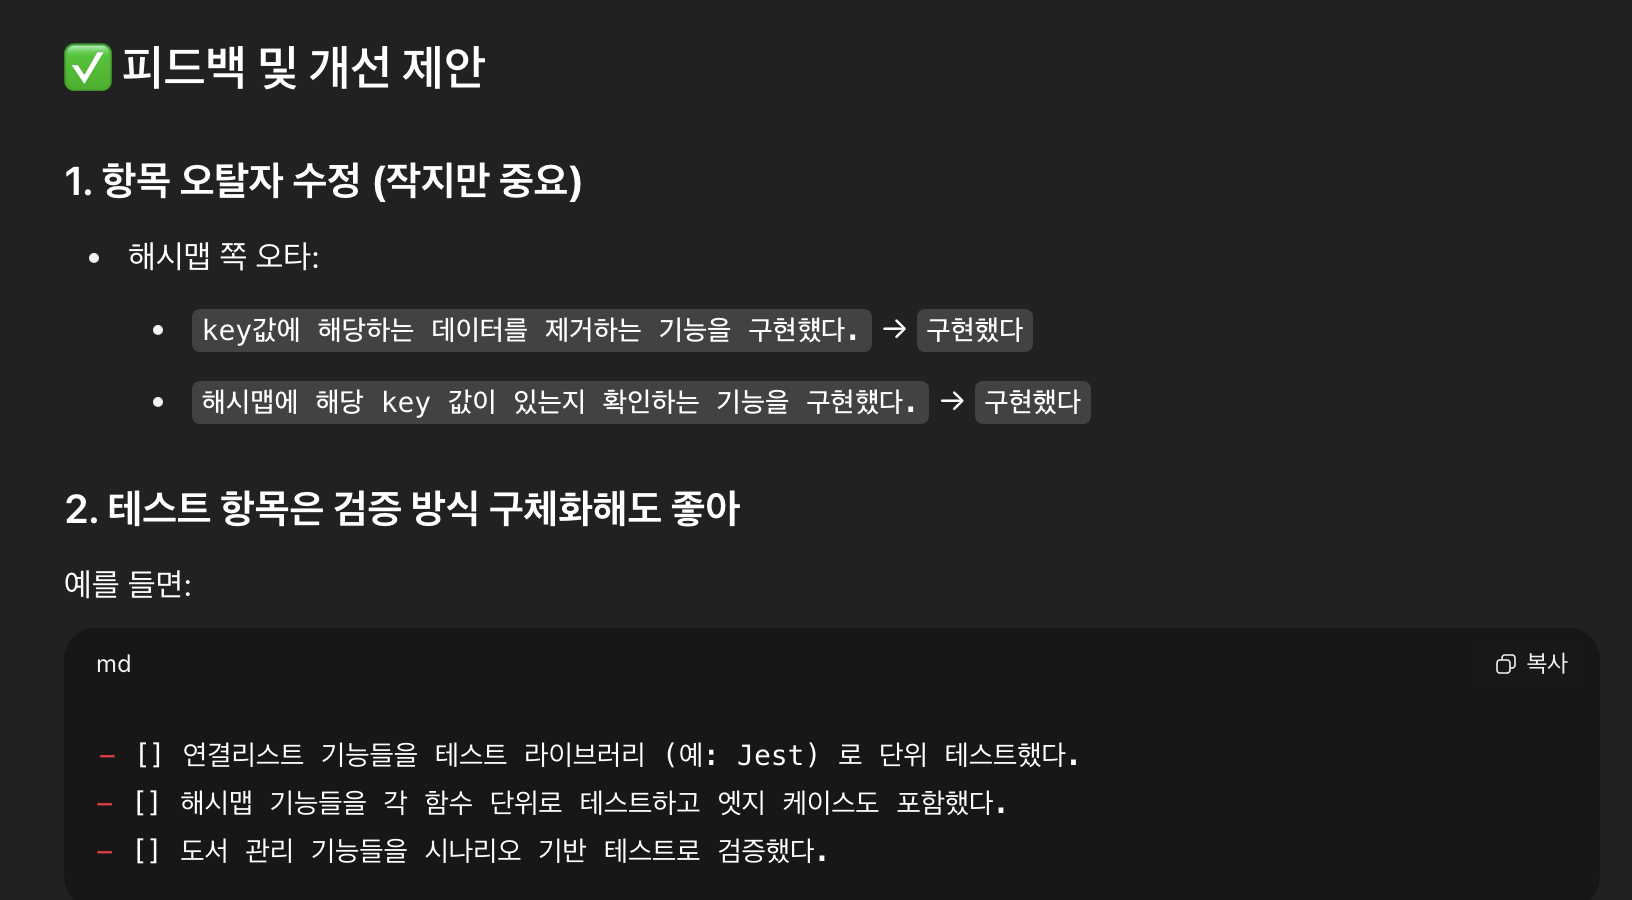 ✅ 피드백 및 개선 제안
1. 항목 오탈자 수정 (작지만 중요)
• 해시맵 쪽 오타:
• key값에 해당하는 데이터를 제거하는 기능을 구현헀다. → 구현했다
• 해시맵에 해당 key 값이 있는지 확인하는 기능을 구현헀다. → 구현했다
2. 테스트 항목은 검증 방식 구체화해도 좋아
예를 들면:
md 복사
- [] 연결리스트 기능들을 테스트 라이브러리 (예: Jest) 로 단위 테스트했다.
- [] 해시맵 기능들을 각 함수 단위로 테스트하고 엣지 케이스도 포함했다.
- [] 도서 관리 기능들을 시나리오 기반 테스트로 검증했다.